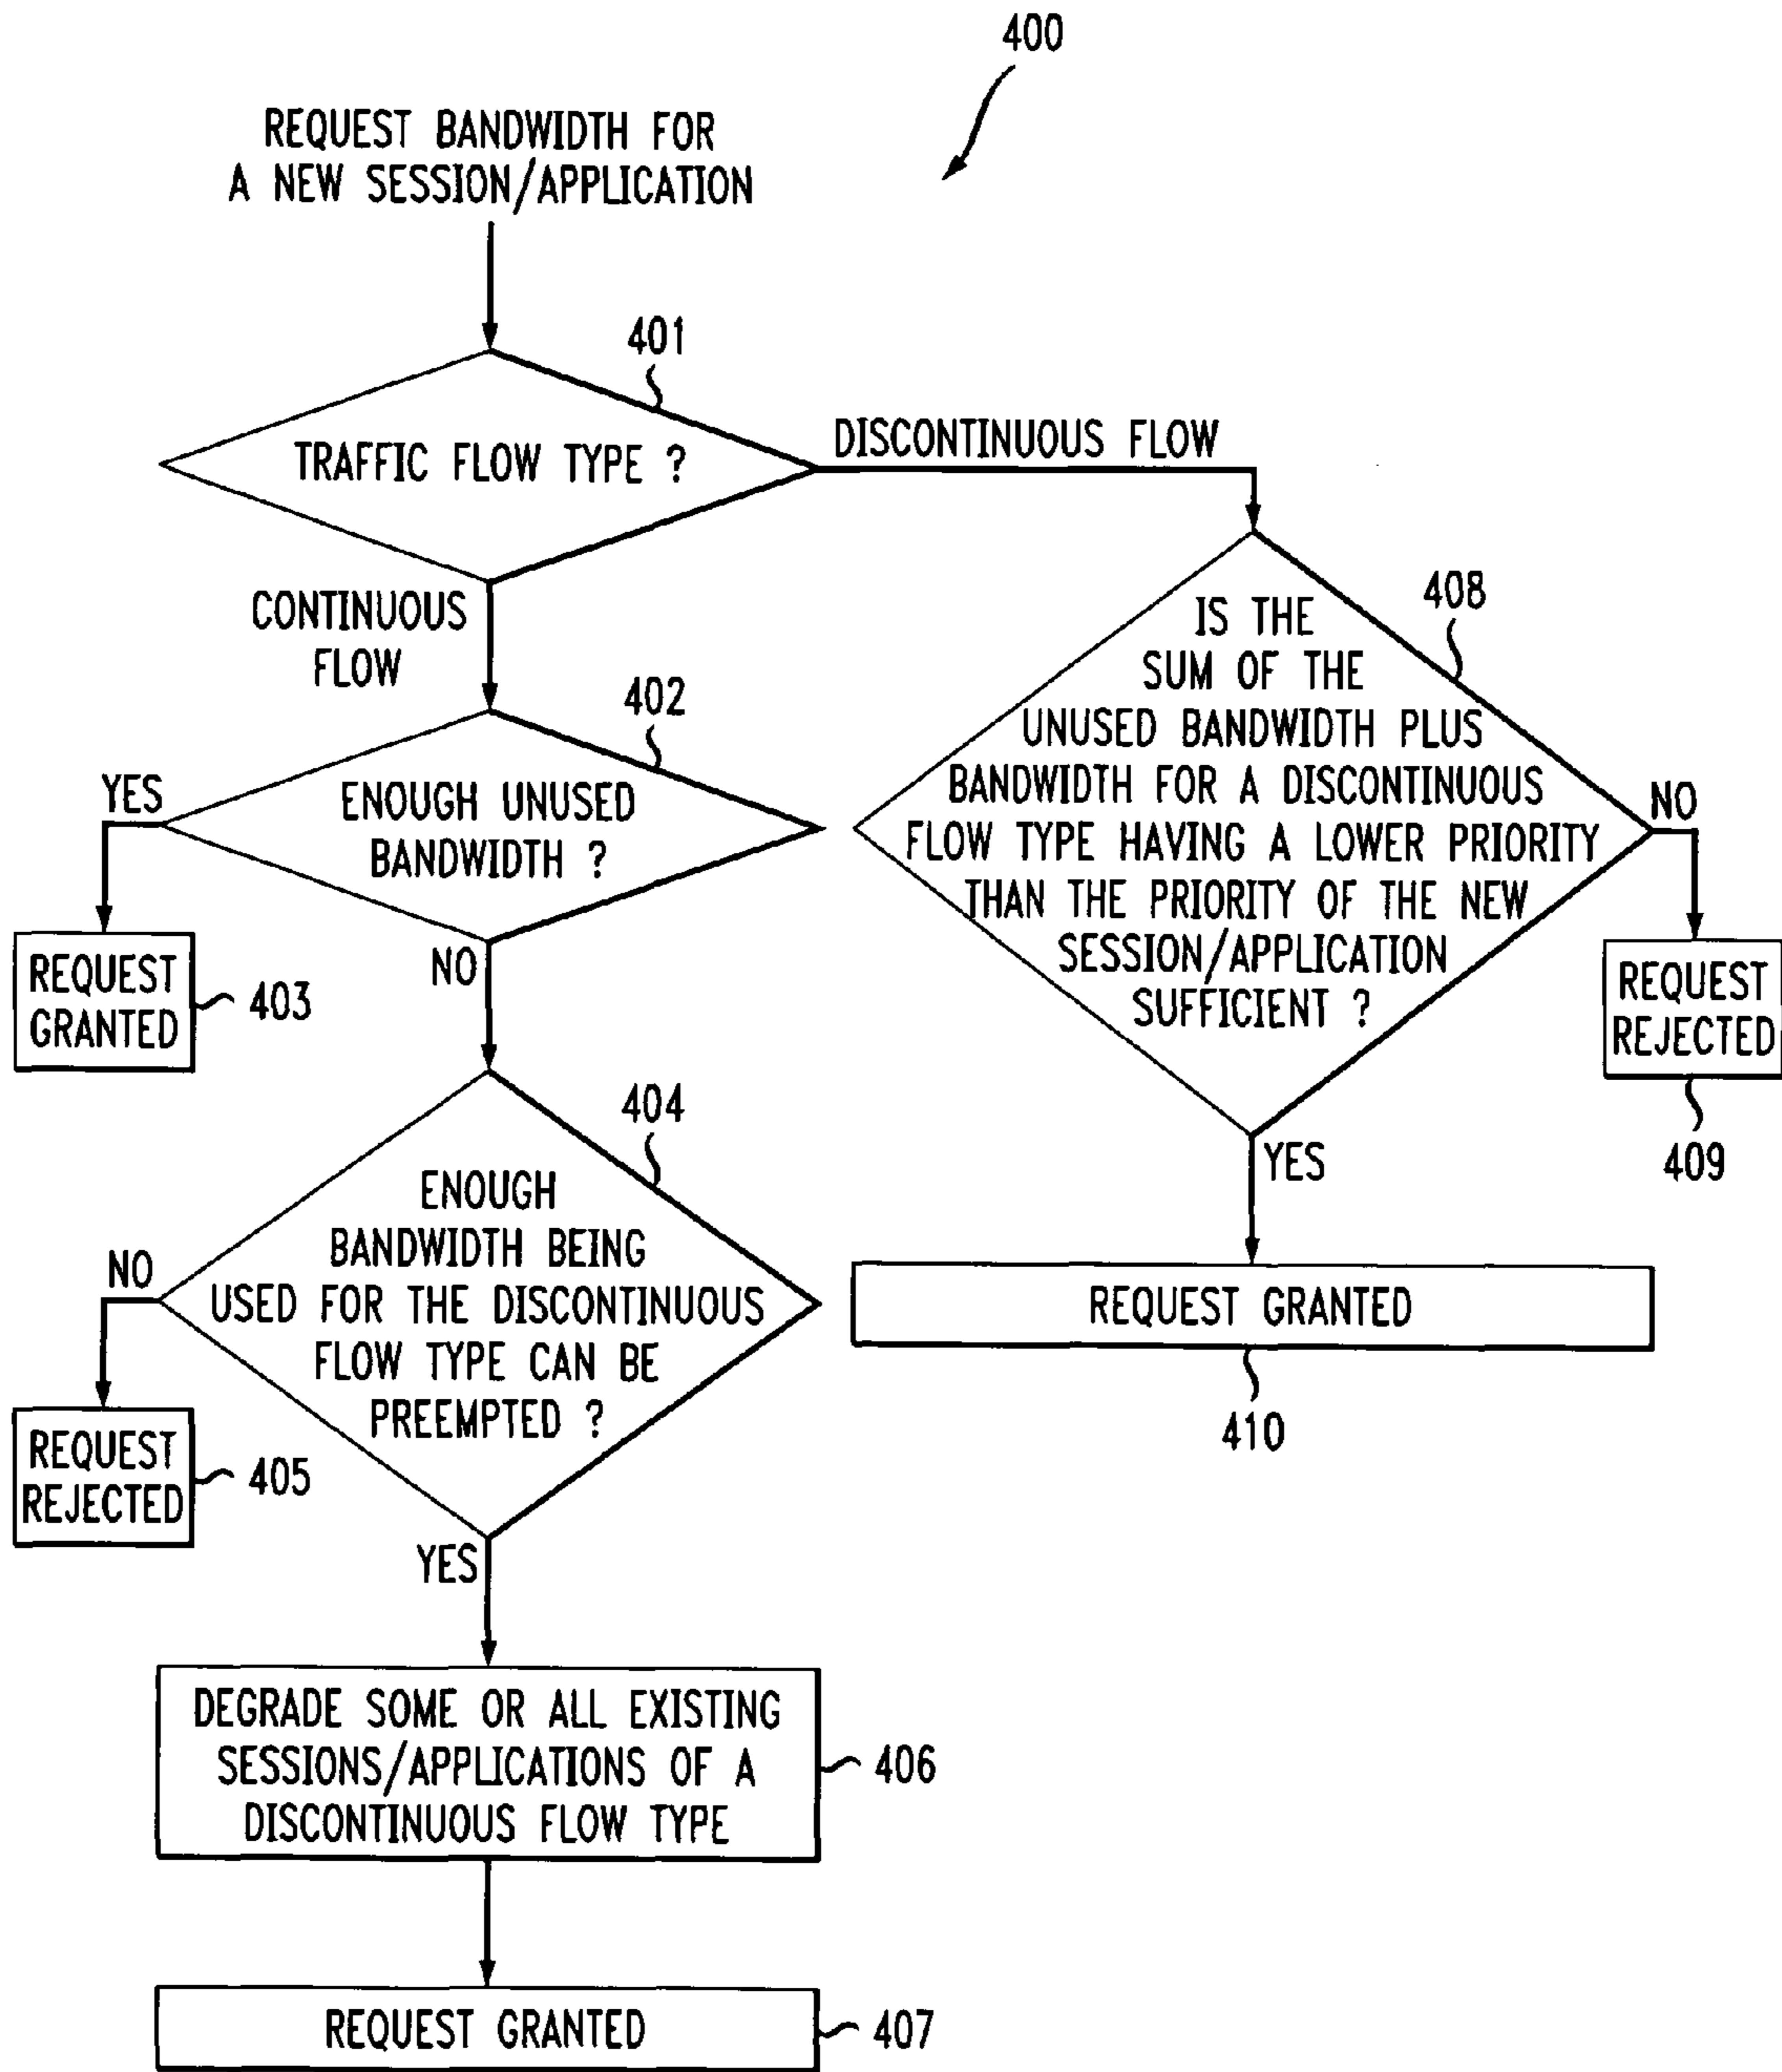 400
REQUEST BANDWIDTH FOR
A NEW SESSION/APPLICATION
401
TRAFFIC FLOW TYPE ?
DISCONTINUOUS FLOW
CONTINUOUS
FLOW
402
ENOUGH UNUSED
BANDWIDTH ?
YES
REQUEST
GRANTED
403
NO
404
ENOUGH
BANDWIDTH BEING
USED FOR THE DISCONTINUOUS
FLOW TYPE CAN BE
PREEMPTED ?
NO
REQUEST
REJECTED
405
YES
DEGRADE SOME OR ALL EXISTING
SESSIONS/APPLICATIONS OF A
DISCONTINUOUS FLOW TYPE
406
REQUEST GRANTED
407
408
IS THE
SUM OF THE
UNUSED BANDWIDTH PLUS
BANDWIDTH FOR A DISCONTINUOUS
FLOW TYPE HAVING A LOWER PRIORITY
THAN THE PRIORITY OF THE NEW
SESSION/APPLICATION
SUFFICIENT ?
NO
REQUEST
REJECTED
409
YES
REQUEST GRANTED
410